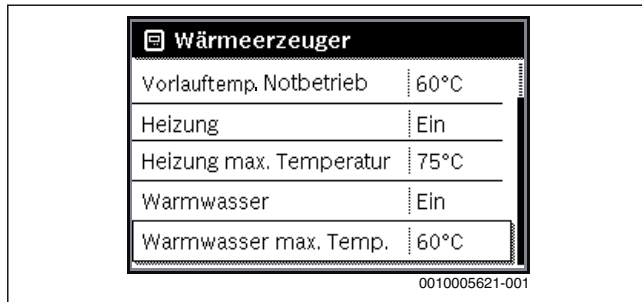 Wärmeerzeuger
Vorlauftemp. Notbetrieb 60°C
Heizung Ein
Heizung max. Temperatur 75°C
Warmwasser Ein
Warmwasser max. Temp. 60°C
0010005621-001